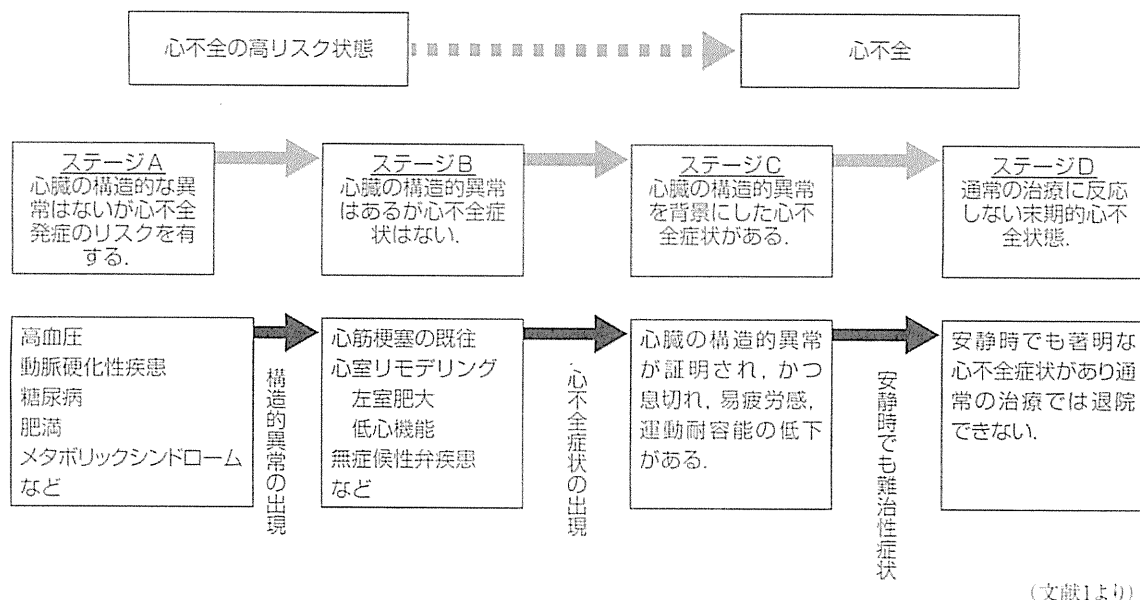 心不全の高リスク状態
心不全
ステージA
心臓の構造的な異
常はないが心不全
発症のリスクを有
する.
ステージB
心臓の構造的異常
はあるが心不全症
状はない.
ステージC
心臓の構造的異常
を背景にした心不
全症状がある.
ステージD
通常の治療に反応
しない末期的心不
全状態.
高血圧
動脈硬化性疾患
糖尿病
肥満
メタボリックシンドローム
など
構造的異常の出現
心筋梗塞の既往
心室リモデリング
左室肥大
低心機能
無症候性弁疾患
など
心不全症状の出現
心臓の構造的異常
が証明され, かつ
息切れ, 易疲労感,
運動耐容能の低下
がある.
安静時でも難治性症状
安静時でも著明な
心不全症状があり通
常の治療では退院
できない.
(文献1より)